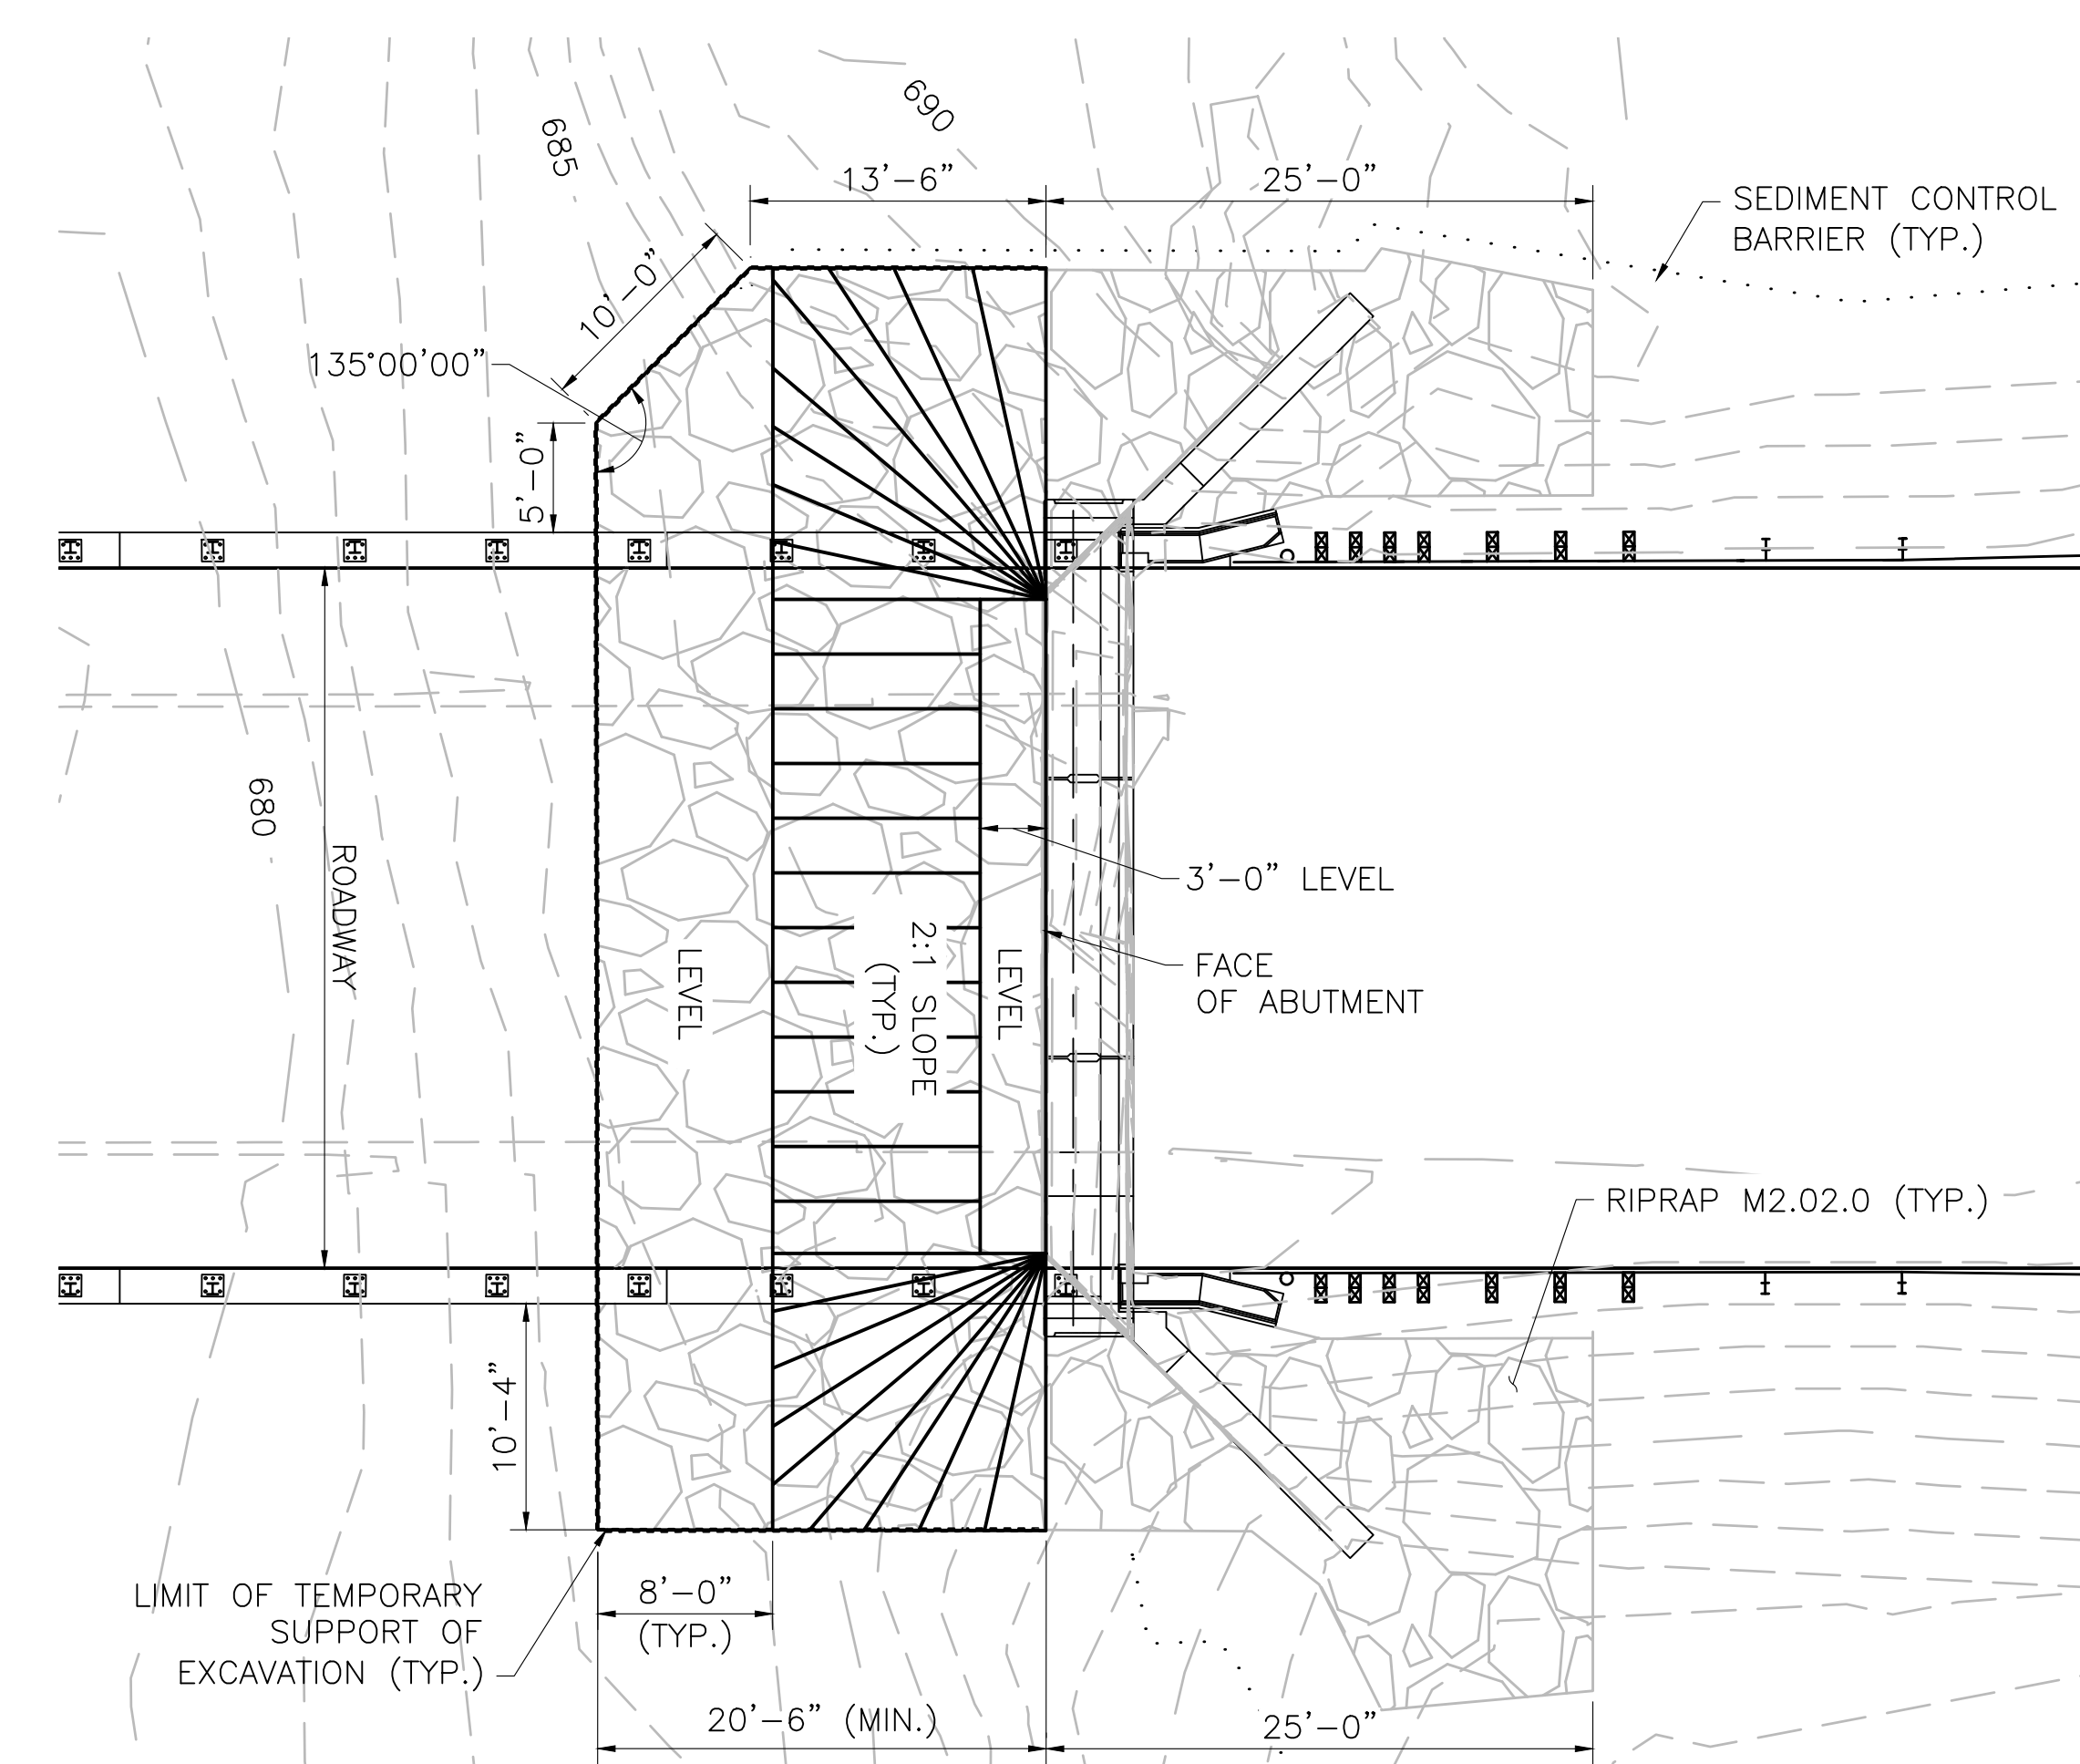 690
685
13'-6"
25'-0"
SEDIMENT CONTROL
BARRIER (TYP.)
10'-0"
135°00'00"
5'-0"
680
ROADWAY
3'-0" LEVEL
LEVEL
2:1 SLOPE
(TYP.)
LEVEL
FACE
OF ABUTMENT
RIPRAP M2.02.0 (TYP.)
10'-4"
LIMIT OF TEMPORARY
SUPPORT OF
EXCAVATION (TYP.)
8'-0"
(TYP.)
20'-6" (MIN.)
25'-0"